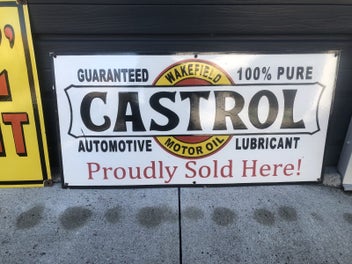 GUARANTEED WAKEFIELD 100% PURE
CASTROL
AUTOMOTIVE MOTOR OIL LUBRICANT
Proudly Sold Here!